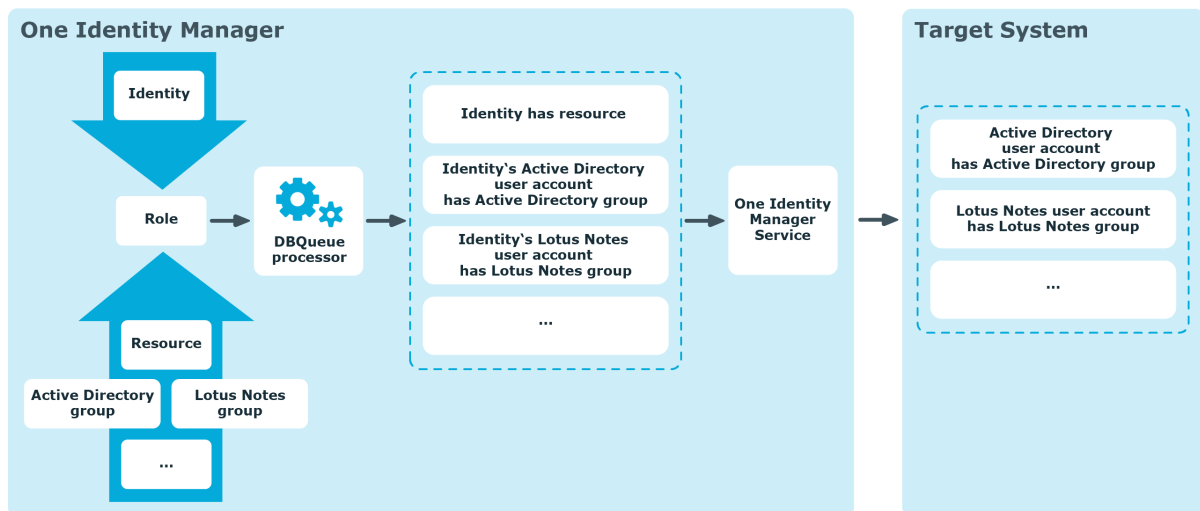 One Identity Manager
Identity
Role
Resource
Active Directory
group
Lotus Notes
group
...
DBQueue
processor
Identity has resource
Identity‘s Active Directory
user account
has Active Directory group
Identity‘s Lotus Notes
user account
has Lotus Notes group
...
One Identity
Manager
Service
Target System
Active Directory
user account
has Active Directory group
Lotus Notes user account
has Lotus Notes group
...